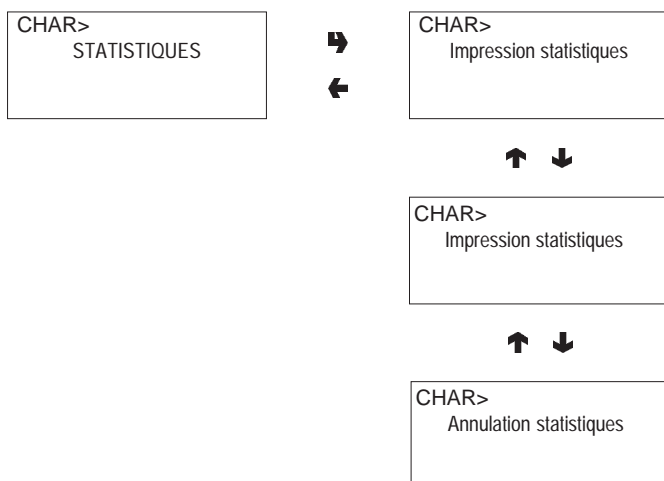 CHAR>
STATISTIQUES
CHAR>
Impression statistiques
CHAR>
Impression statistiques
CHAR>
Annulation statistiques